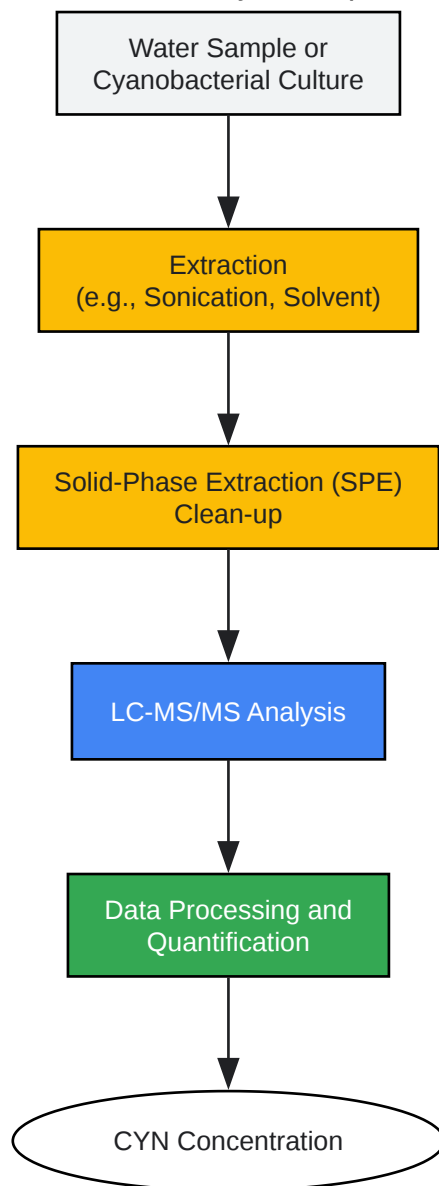 Water Sample or
Cyanobacterial Culture
Extraction
(e.g., Sonication, Solvent)
Solid-Phase Extraction (SPE)
Clean-up
LC-MS/MS Analysis
Data Processing and
Quantification
CYN Concentration